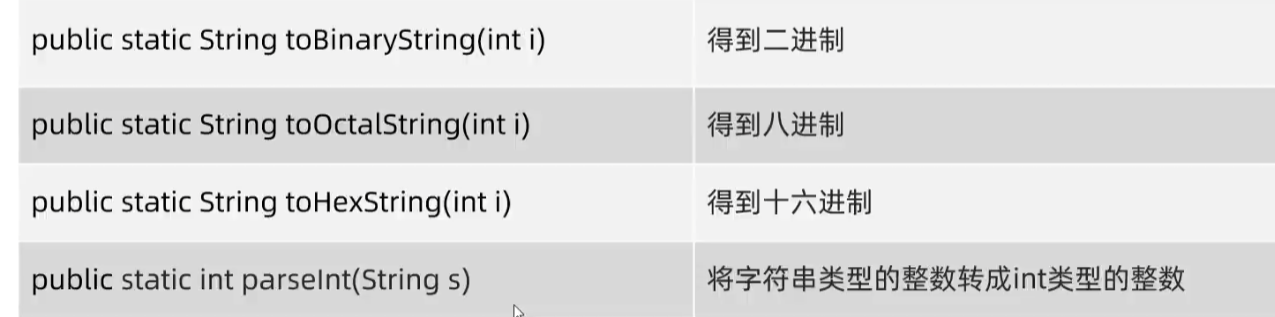 public static String toBinaryString(int i) 得到二进制
public static String toOctalString(int i) 得到八进制
public static String toHexString(int i) 得到十六进制
public static int parseInt(String s) 将字符串类型的整数转成int类型的整数